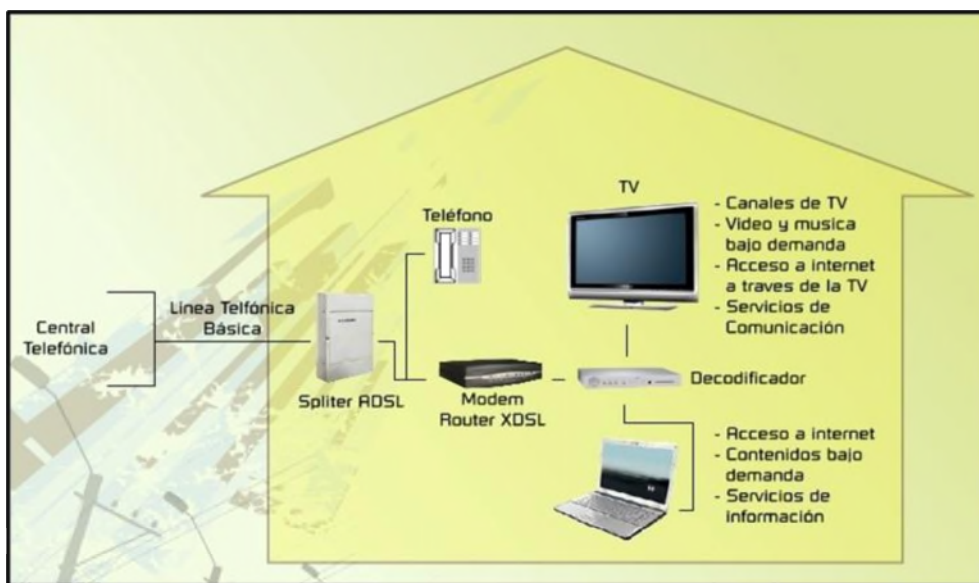 Central
Telefónica
Linea Telfónica
Básica
Spliter ADSL
Teléfono
Modem
Router XDSL
TV
- Canales de TV
- Video y musica
bajo demanda
- Acceso a internet
a traves de la TV
- Servicios de
Comunicación
Decodificador
- Acceso a internet
- Contenidos bajo
demanda
- Servicios de
información